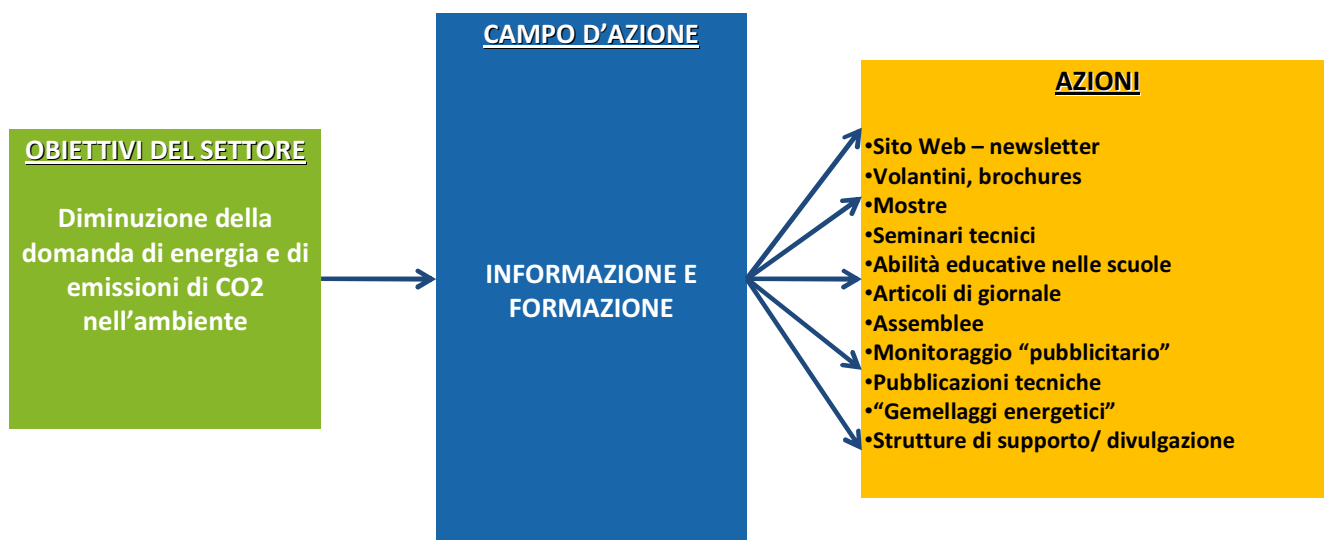 OBIETTIVI DEL SETTORE
Diminuzione della
domanda di energia e di
emissioni di CO2
nell’ambiente
CAMPO D’AZIONE
INFORMAZIONE E
FORMAZIONE
AZIONI
•Sito Web – newsletter
•Volantini, brochures
•Mostre
•Seminari tecnici
•Abilità educative nelle scuole
•Articoli di giornale
•Assemblee
•Monitoraggio “pubblicitario”
•Pubblicazioni tecniche
•“Gemellaggi energetici”
•Strutture di supporto/ divulgazione